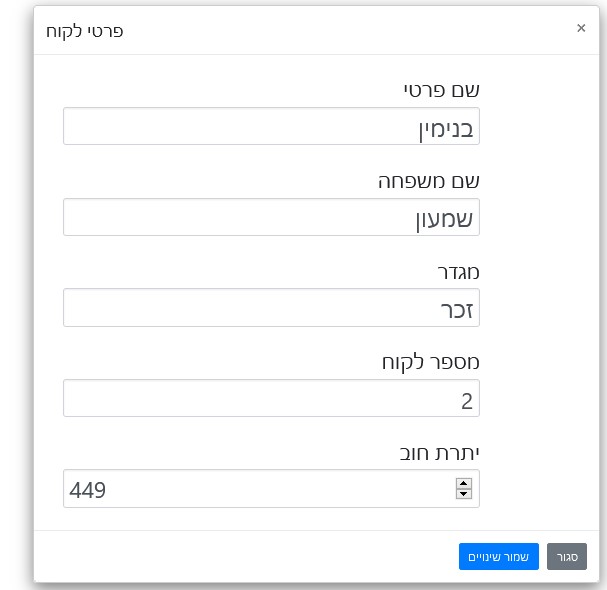 פרטי לקוח
×
שם פרטי
בנימין
שם משפחה
שמעון
מגדר
זכר
מספר לקוח
2
יתרת חוב
449
סגור
שמור שינויים